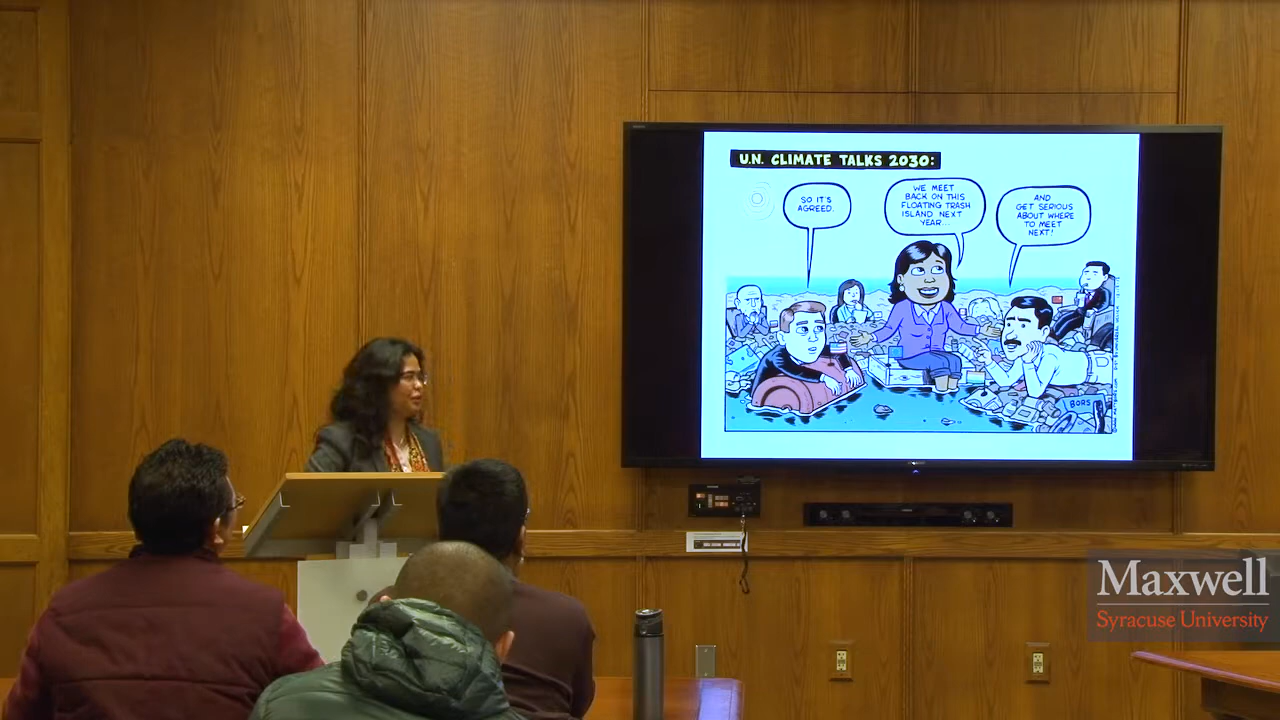 U.N. CLIMATE TALKS 2030:
SO IT'S
AGREED.
WE MEET
BACK ON THIS
FLOATING TRASH
ISLAND NEXT
YEAR...
AND
GET SERIOUS
ABOUT WHERE
TO MEET
NEXT!
BORS
Maxwell
Syracuse University